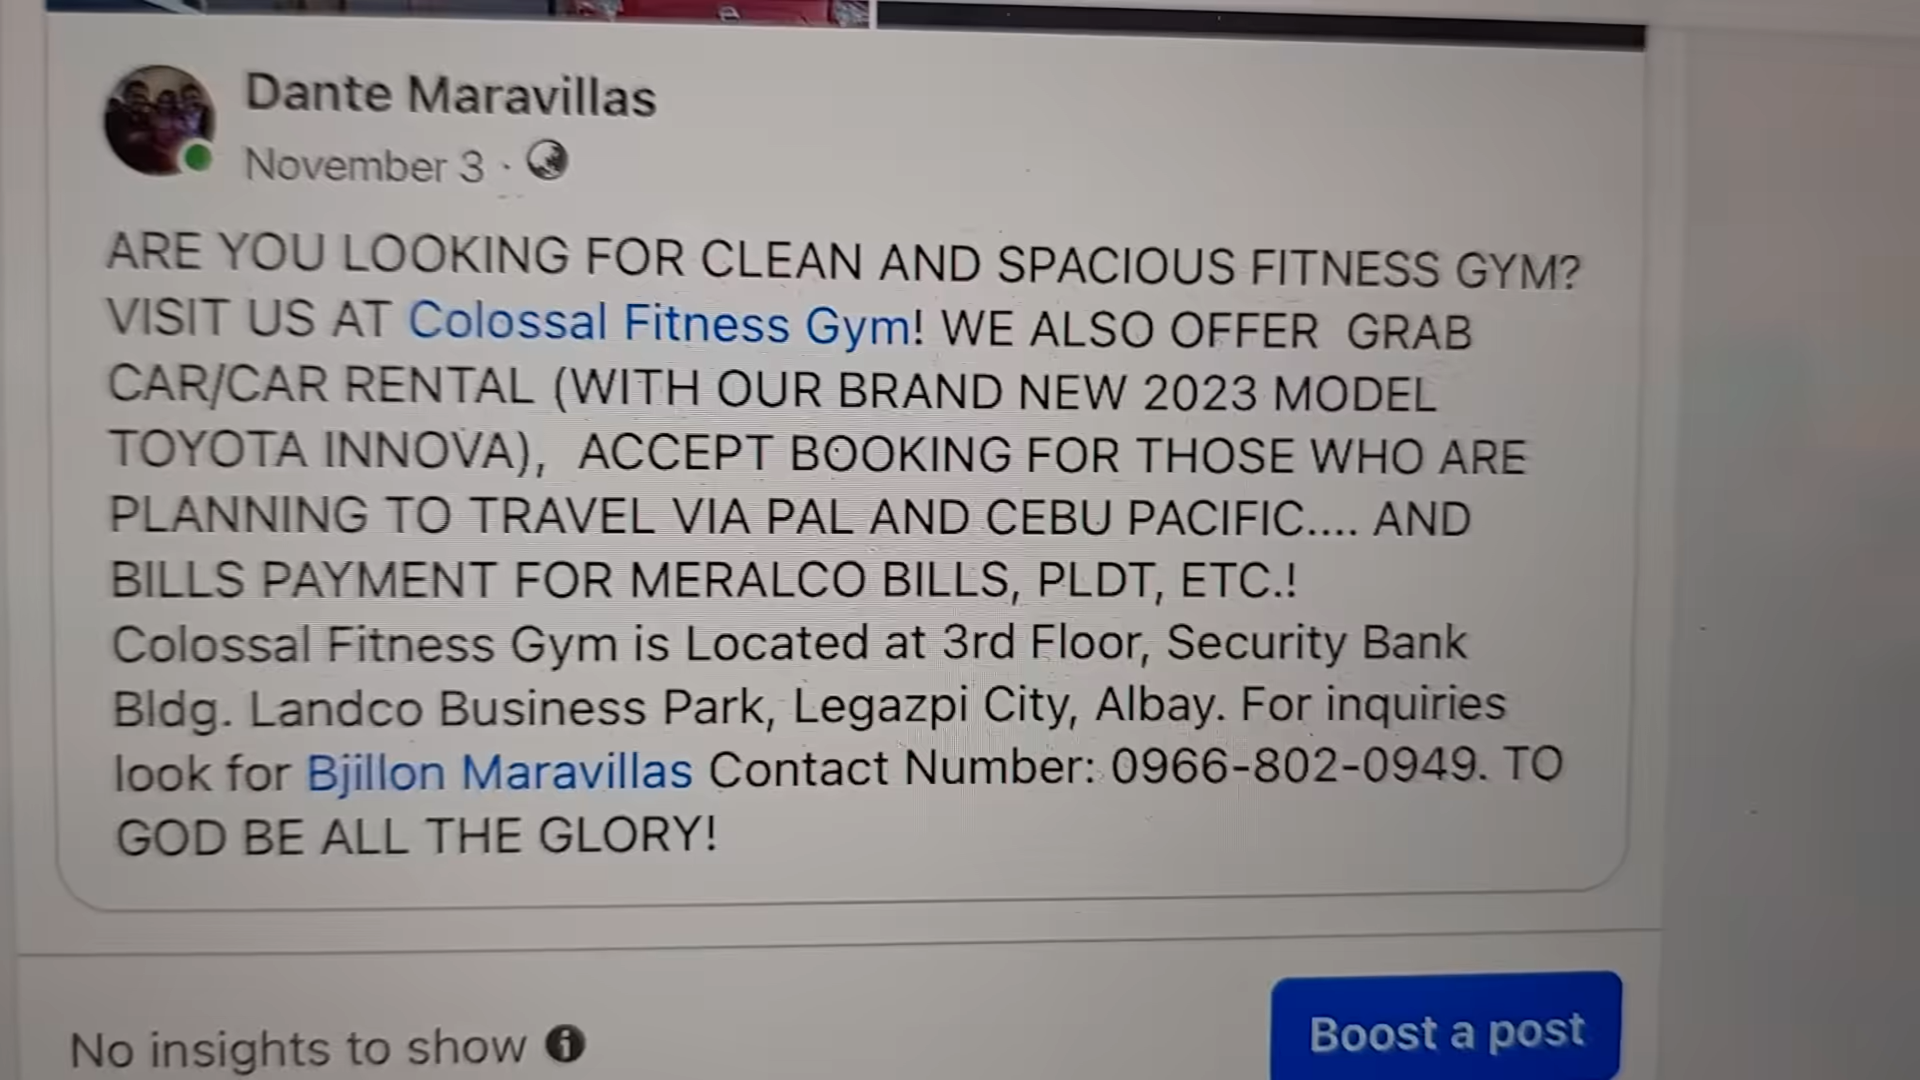 Dante Maravillas
November 3 ·
ARE YOU LOOKING FOR CLEAN AND SPACIOUS FITNESS GYM?
VISIT US AT Colossal Fitness Gym! WE ALSO OFFER GRAB
CAR/CAR RENTAL (WITH OUR BRAND NEW 2023 MODEL
TOYOTA INNOVA), ACCEPT BOOKING FOR THOSE WHO ARE
PLANNING TO TRAVEL VIA PAL AND CEBU PACIFIC.... AND
BILLS PAYMENT FOR MERALCO BILLS, PLDT, ETC.!
Colossal Fitness Gym is Located at 3rd Floor, Security Bank
Bldg. Landco Business Park, Legazpi City, Albay. For inquiries
look for Bjillon Maravillas Contact Number: 0966-802-0949. TO
GOD BE ALL THE GLORY!
No insights to show
Boost a post